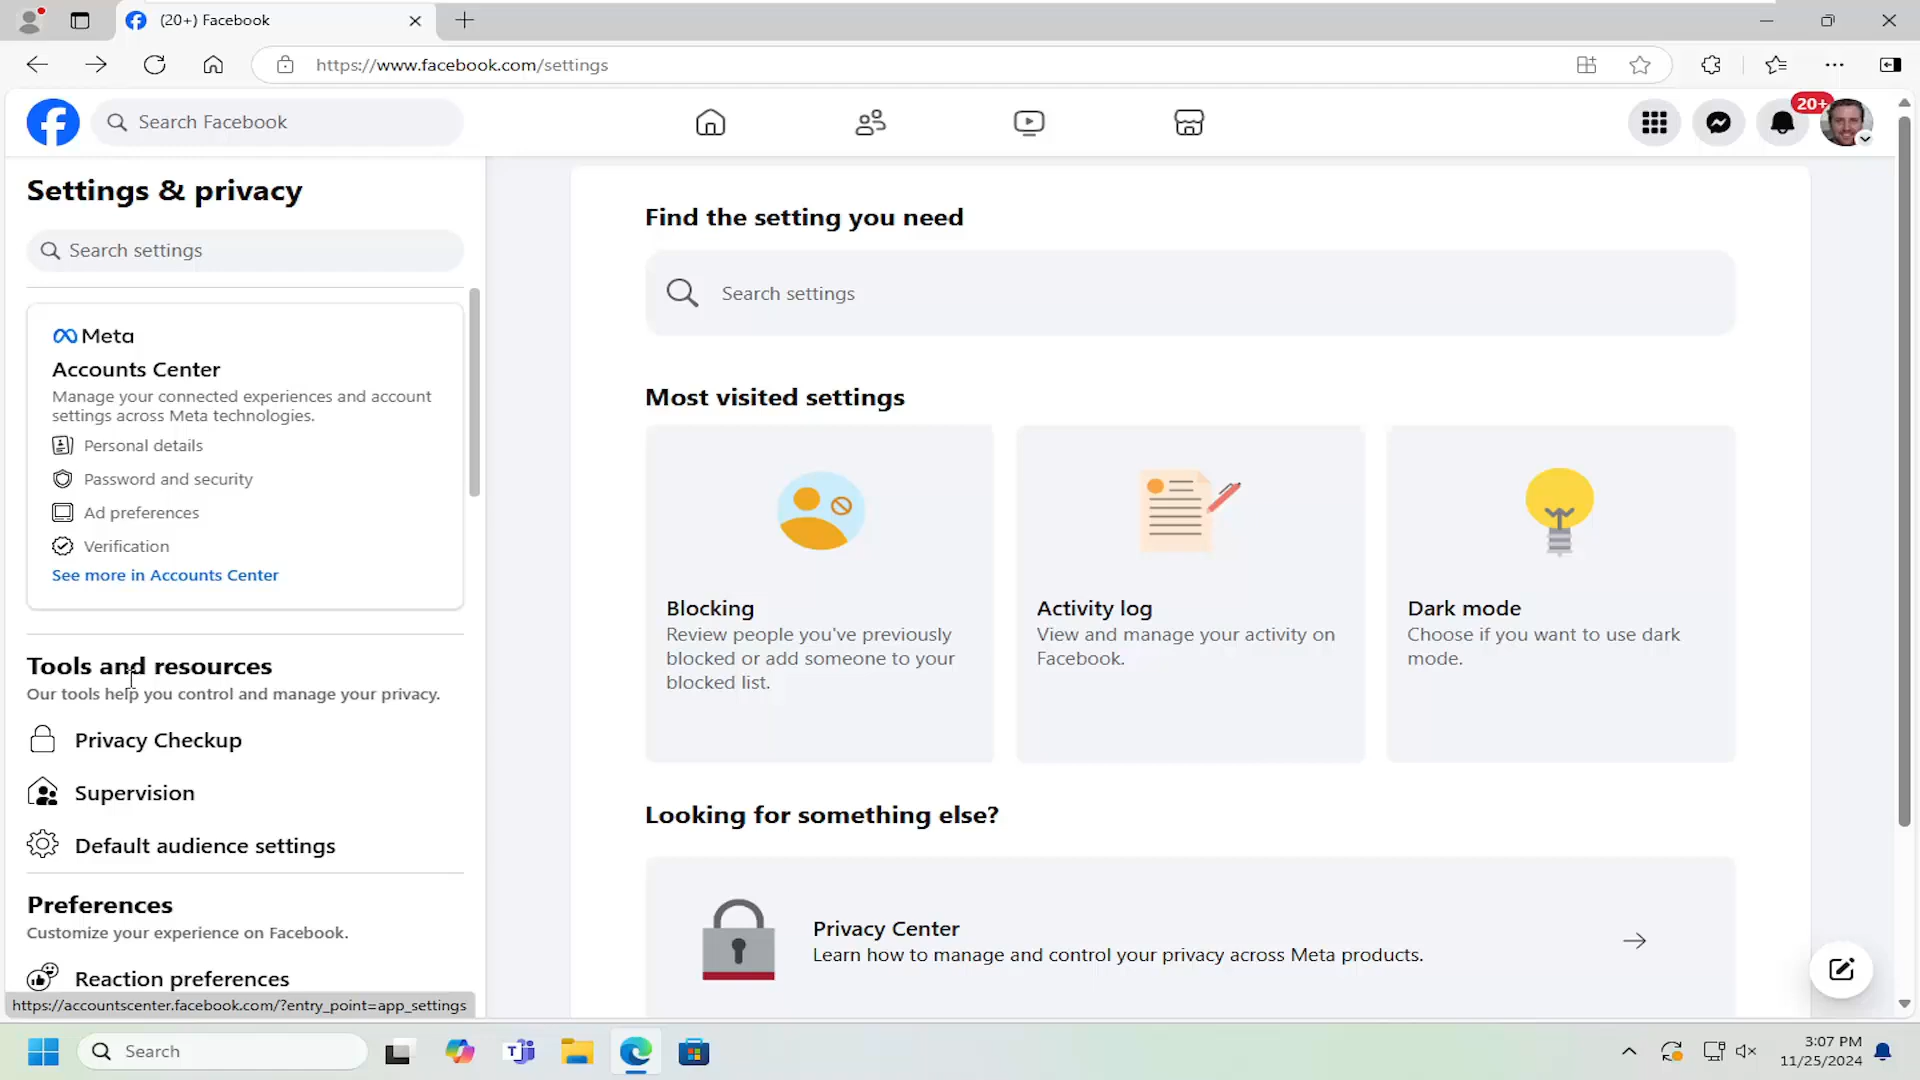 (20+) Facebook
https://www.facebook.com/settings
Search Facebook
20+
Settings & privacy
Search settings
Meta
Accounts Center
Manage your connected experiences and account
settings across Meta technologies.
Personal details
Password and security
Ad preferences
Verification
See more in Accounts Center
Tools and resources
Our tools help you control and manage your privacy.
Privacy Checkup
Supervision
Default audience settings
Preferences
Customize your experience on Facebook.
Reaction preferences
https://accountscenter.facebook.com/?entry_point=app_settings
Find the setting you need
Search settings
Most visited settings
Blocking
Review people you've previously
blocked or add someone to your
blocked list.
Activity log
View and manage your activity on
Facebook.
Dark mode
Choose if you want to use dark
mode.
Looking for something else?
Privacy Center
Learn how to manage and control your privacy across Meta products.
Search
3:07 PM
11/25/2024